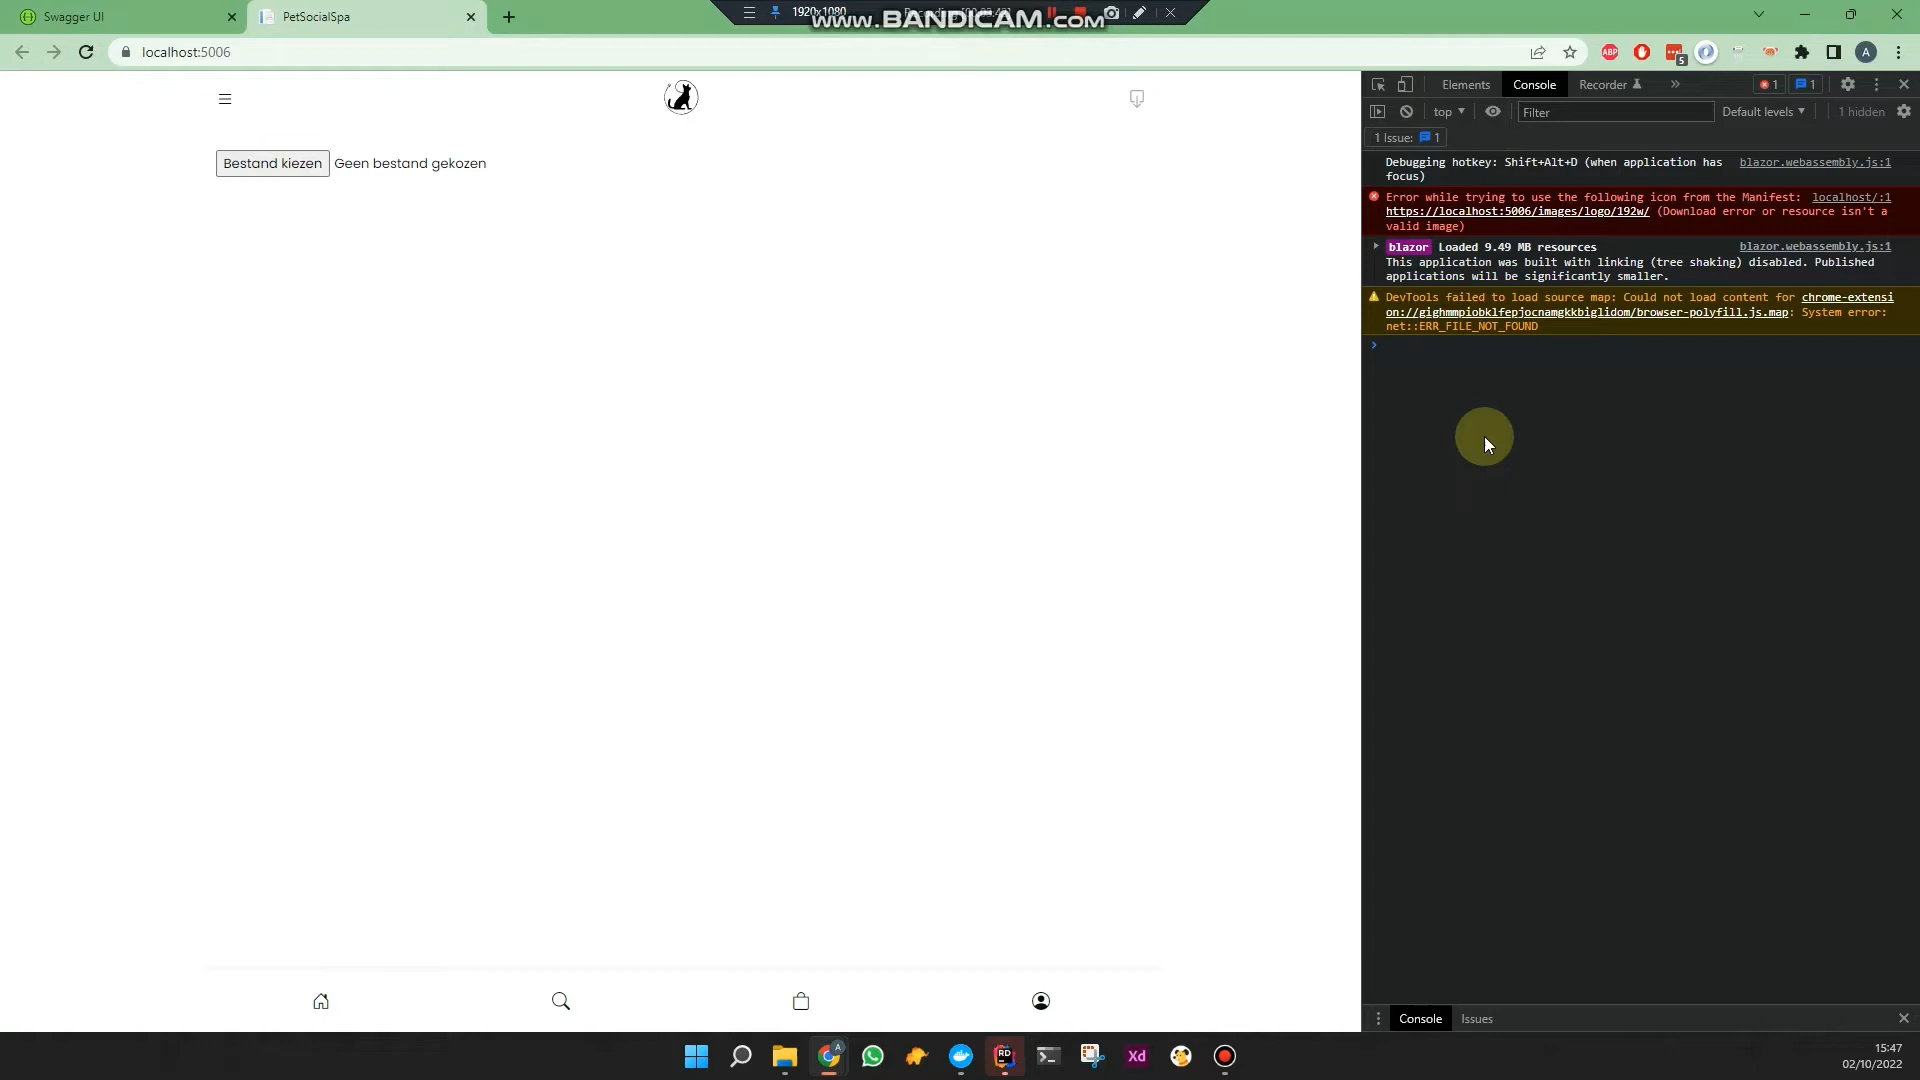 Swagger UI
PetSocialSpa
1920x1080
www.BANDICAM.com
localhost:5006
ABP
5
A
Elements
Console
Recorder
1
1
top
Filter
Default levels
1 hidden
1 Issue:
1
Bestand kiezen
Geen bestand gekozen
Debugging hotkey: Shift+Alt+D (when application has blazor.webassembly.js:1
focus)
Error while trying to use the following icon from the Manifest: localhost/:1
https://localhost:5006/images/logo/192w/ (Download error or resource isn't a
valid image)
blazor Loaded 9.49 MB resources blazor.webassembly.js:1
This application was built with linking (tree shaking) disabled. Published
applications will be significantly smaller.
DevTools failed to load source map: Could not load content for chrome-extensi
on://gighmmpiobklfepjocnamgkkbiglidom/browser-polyfill.js.map: System error:
net::ERR_FILE_NOT_FOUND
Console
Issues
A
RD
Xd
15:47
02/10/2022